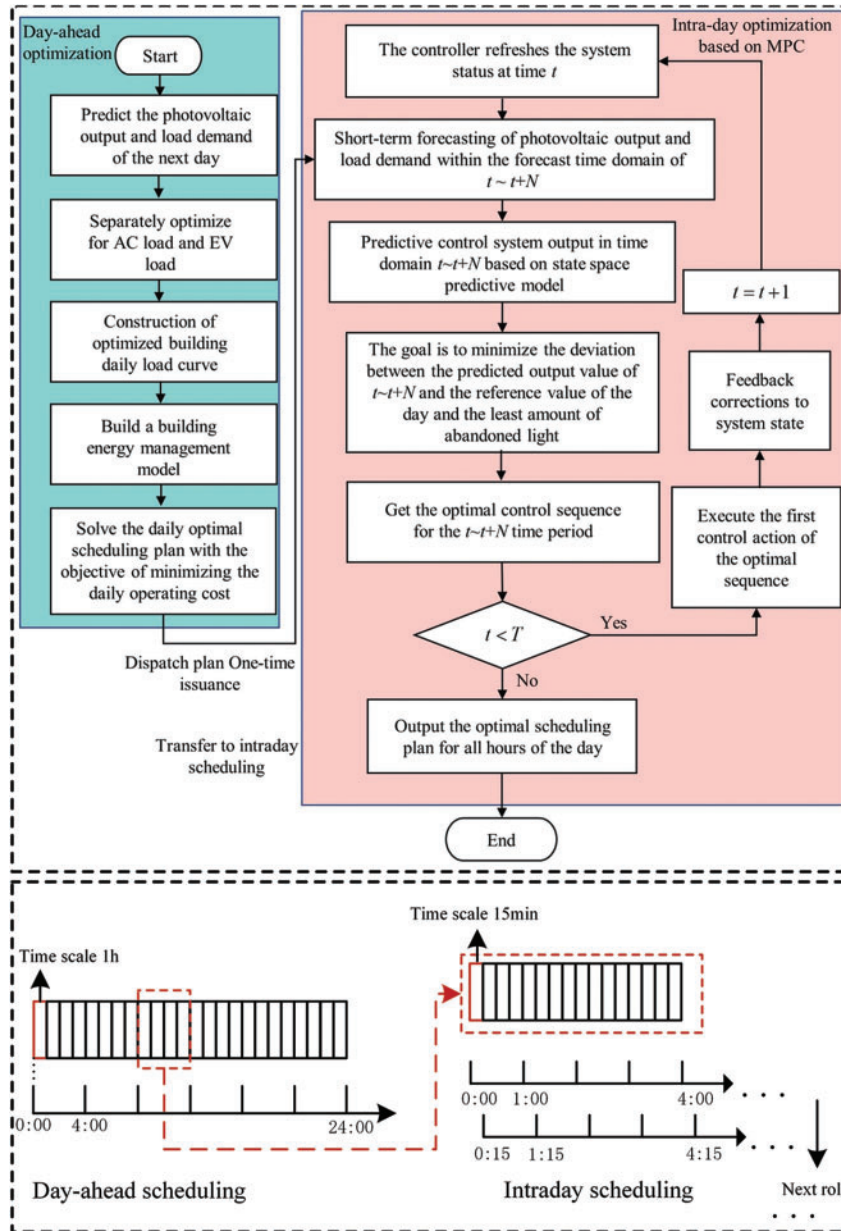 Day-ahead
optimization
Start
Predict the photovoltaic
output and load demand
of the next day
Separately optimize
for AC load and EV
load
Construction of
optimized building
daily load curve
Build a building
energy management
model
Solve the daily optimal
scheduling plan with the
objective of minimizing the
daily operating cost
Dispatch plan One-time
issuance
Transfer to intraday
scheduling
Intra-day optimization
based on MPC
The controller refreshes the system
status at time t
Short-term forecasting of photovoltaic output and
load demand within the forecast time domain of
t ~ t+N
Predictive control system output in time
domain t~t+N based on state space
predictive model
The goal is to minimize the deviation
between the predicted output value of
t~t+N and the reference value of the
day and the least amount of
abandoned light
Get the optimal control sequence
for the t~t+N time period
t < T
Yes
No
Execute the first
control action of
the optimal
sequence
Feedback
corrections to
system state
t = t+1
Output the optimal scheduling
plan for all hours of the day
End
Time scale 1h
0:00 4:00 24:00
Day-ahead scheduling
Time scale 15min
0:00 1:00 4:00 . . .
0:15 1:15 4:15 . . .
Intraday scheduling
Next rol
. . .